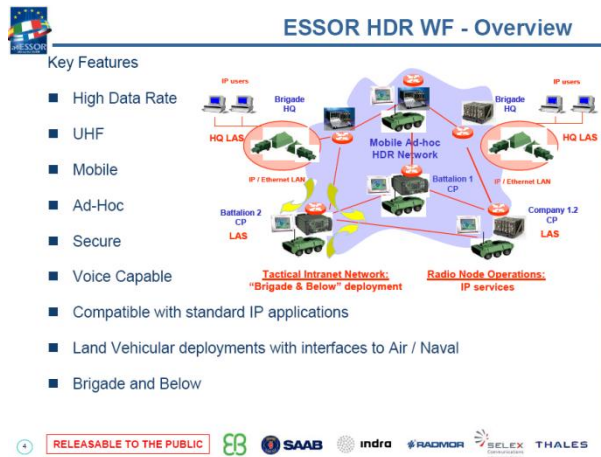 ESSOR
ESSOR HDR WF - Overview
Key Features
High Data Rate
UHF
Mobile
Ad-Hoc
Secure
Voice Capable
Compatible with standard IP applications
Land Vehicular deployments with interfaces to Air / Naval
Brigade and Below
IP users
Brigade
HQ
HQ LAS
IP / Ethernet LAN
Mobile Ad-hoc
HDR Network
Brigade
HQ
IP users
HQ LAS
IP / Ethernet LAN
Battalion 1
CP
Battalion 2
CP
LAS
Company 1.2
CP
LAS
Tactical Intranet Network:
"Brigade & Below" deployment
Radio Node Operations:
IP services
4
RELEASABLE TO THE PUBLIC
SAAB
indra
RADMOR
SELEX
Communications
THALES